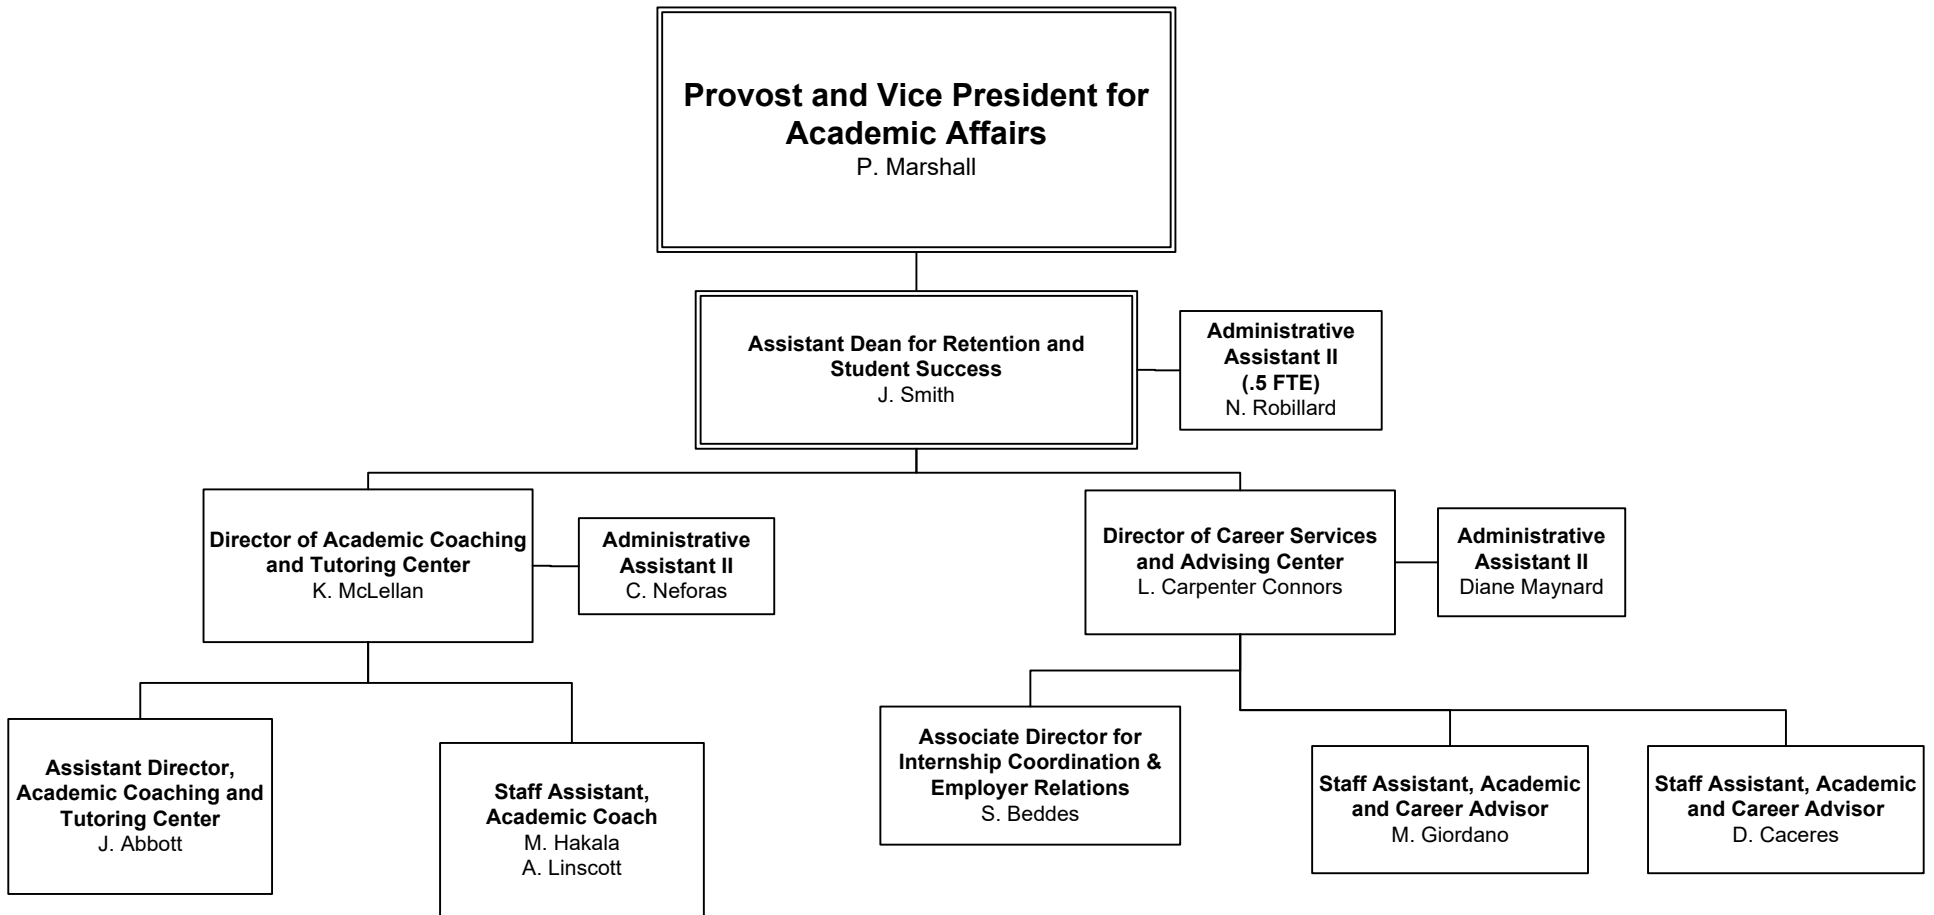 Provost and Vice President for
Academic Affairs
P. Marshall
Assistant Dean for Retention and
Student Success
J. Smith
Administrative
Assistant II
(.5 FTE)
N. Robillard
Director of Academic Coaching
and Tutoring Center
K. McLellan
Administrative
Assistant II
C. Neforas
Director of Career Services
and Advising Center
L. Carpenter Connors
Administrative
Assistant II
Diane Maynard
Assistant Director,
Academic Coaching and
Tutoring Center
J. Abbott
Staff Assistant,
Academic Coach
M. Hakala
A. Linscott
Associate Director for
Internship Coordination &
Employer Relations
S. Beddes
Staff Assistant, Academic
and Career Advisor
M. Giordano
Staff Assistant, Academic
and Career Advisor
D. Caceres